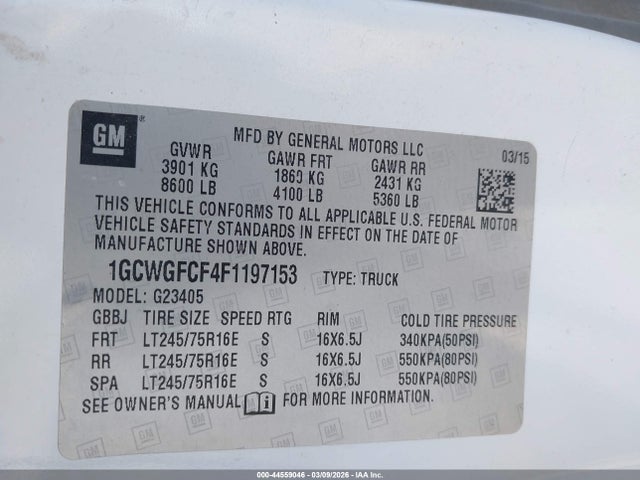 GM
®
MFD BY GENERAL MOTORS LLC
03/15
GVWR GAWR FRT GAWR RR
3901 KG 1860 KG 2431 KG
8600 LB 4100 LB 5360 LB
THIS VEHICLE CONFORMS TO ALL APPLICABLE U.S. FEDERAL MOTOR
VEHICLE SAFETY STANDARDS IN EFFECT ON THE DATE OF
MANUFACTURE SHOWN ABOVE.
1GCWGFCF4F1197153 TYPE: TRUCK
MODEL: G23405
GBBJ TIRE SIZE SPEED RTG RIM COLD TIRE PRESSURE
FRT LT245/75R16E S 16X6.5J 340KPA(50PSI)
RR LT245/75R16E S 16X6.5J 550KPA(80PSI)
SPA LT245/75R16E S 16X6.5J 550KPA(80PSI)
SEE OWNER'S MANUAL FOR MORE INFORMATION.
000-44559046 - 03/09/2026 - IAA Inc.